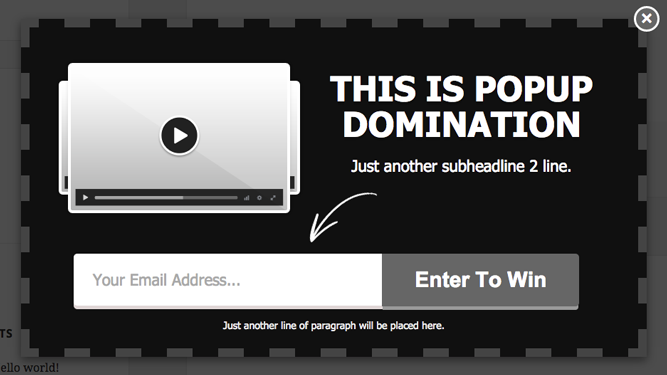 THIS IS POPUP
DOMINATION
Just another subheadline 2 line.
Your Email Address...
Enter To Win
Just another line of paragraph will be placed here.
TS
ello world!